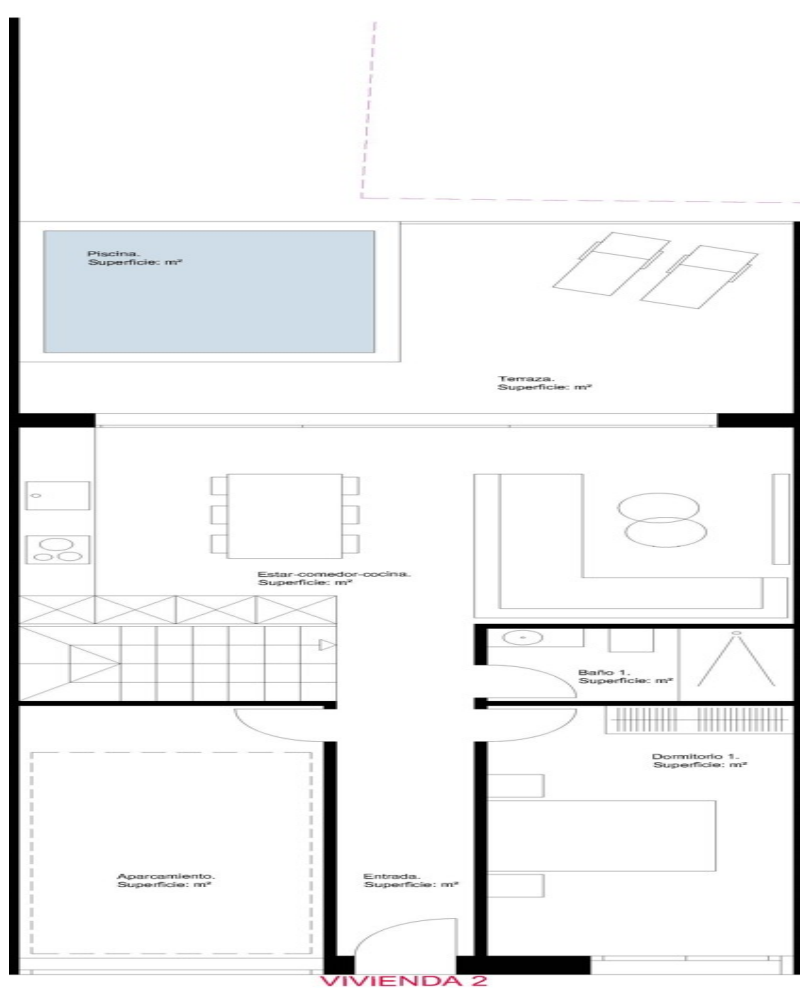 Piscina.
Superficie: m²
Terraza.
Superficie: m²
Estar-comedor-cocina.
Superficie: m²
Baño 1.
Superficie: m²
Dormitorio 1.
Superficie: m²
Aparcamiento.
Superficie: m²
Entrada.
Superficie: m²
VIVIENDA 2